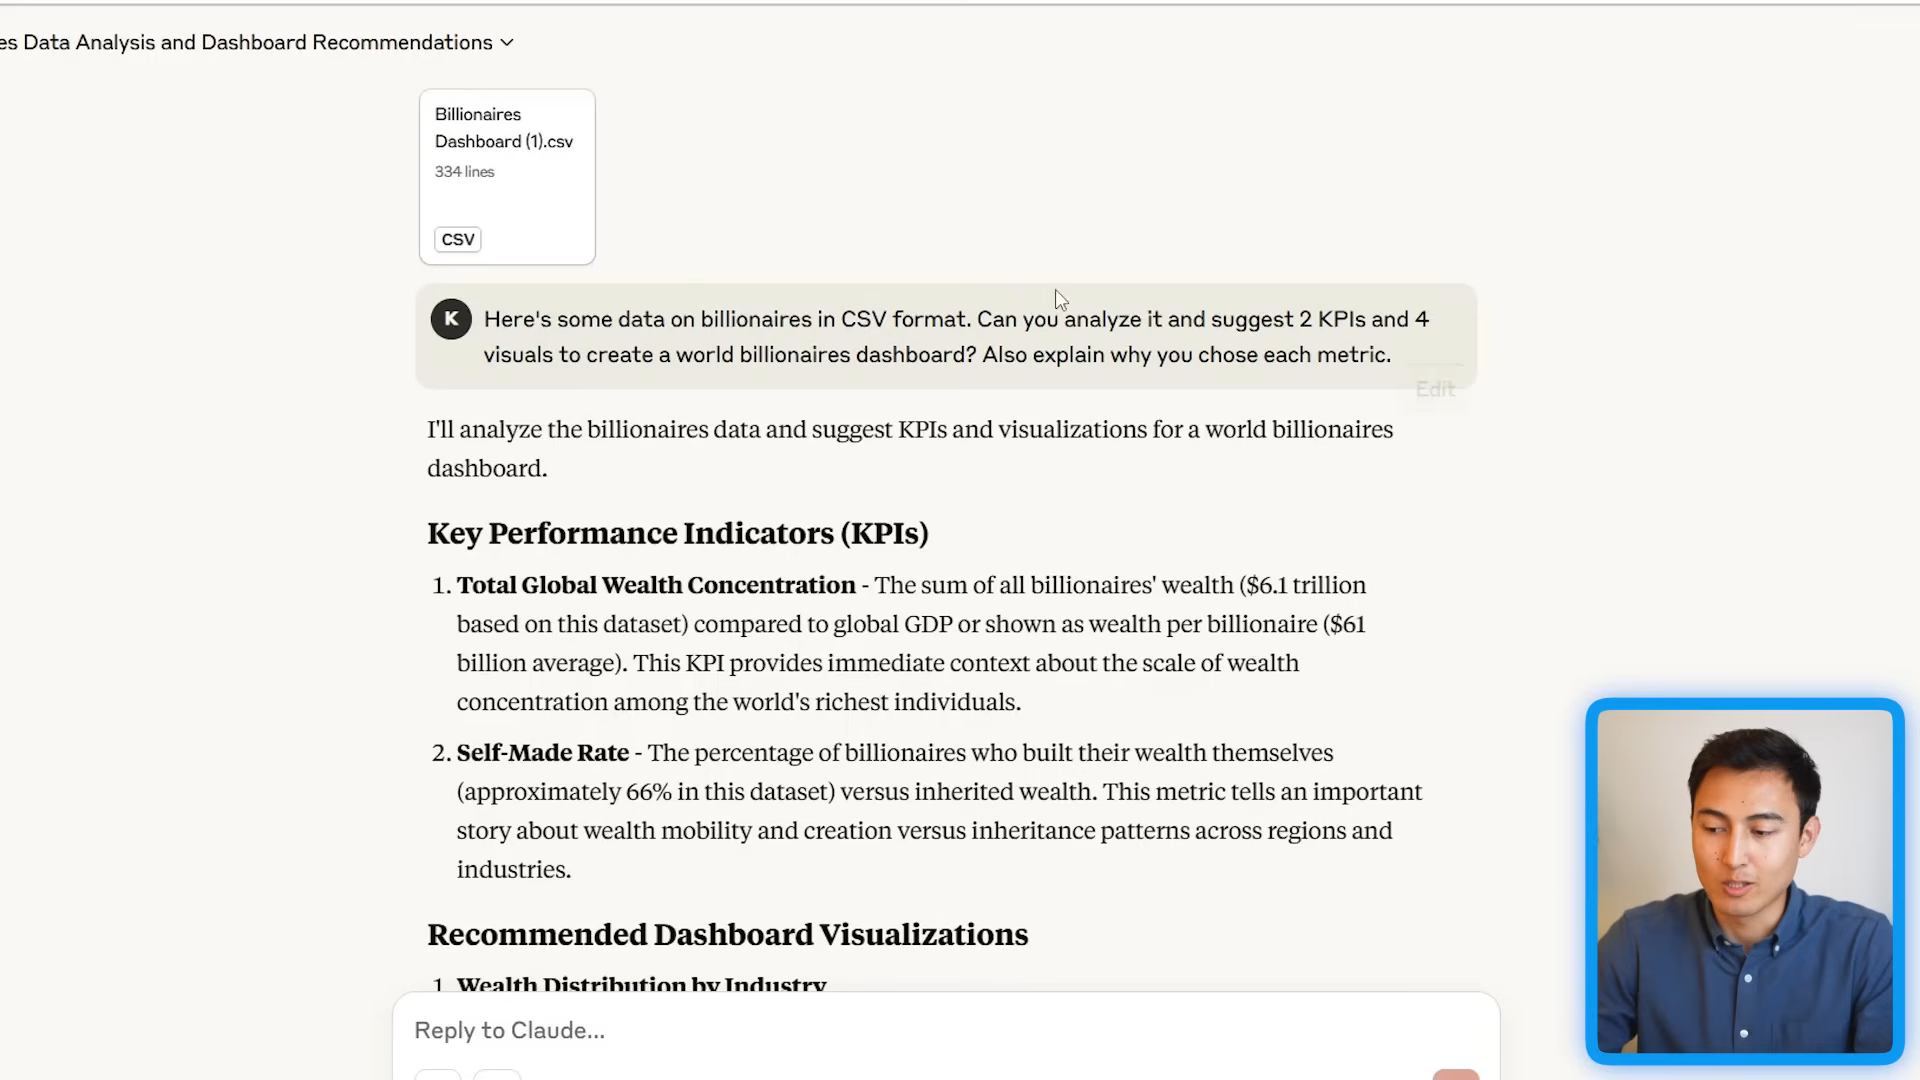 es Data Analysis and Dashboard Recommendations
Billionaires
Dashboard (1).csv
334 lines
CSV
K
Here's some data on billionaires in CSV format. Can you analyze it and suggest 2 KPIs and 4
visuals to create a world billionaires dashboard? Also explain why you chose each metric.
Edit
I'll analyze the billionaires data and suggest KPIs and visualizations for a world billionaires
dashboard.
Key Performance Indicators (KPIs)
1. Total Global Wealth Concentration - The sum of all billionaires' wealth ($6.1 trillion
based on this dataset) compared to global GDP or shown as wealth per billionaire ($61
billion average). This KPI provides immediate context about the scale of wealth
concentration among the world's richest individuals.
2. Self-Made Rate - The percentage of billionaires who built their wealth themselves
(approximately 66% in this dataset) versus inherited wealth. This metric tells an important
story about wealth mobility and creation versus inheritance patterns across regions and
industries.
Recommended Dashboard Visualizations
1. Wealth Distribution by Industry
Reply to Claude...